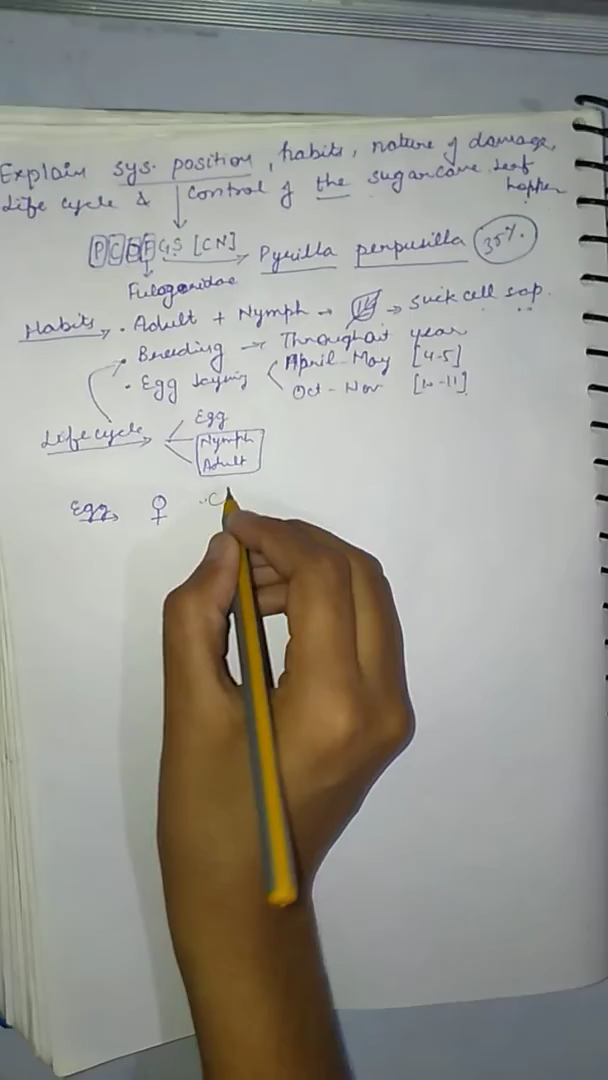 Explain sys. position, habits, nature of damage,
Life cycle & control of the sugarcane leaf
hopper
P C O F G S [CN] → Pyrilla perpusilla 35%
Fulogoridae
Habits → • Adult + Nymph → → Suck cell sap.
• Breeding → Throughout year
• Egg laying April-May [4-5]
Oct - Nov [10-11]
Life cycle → Egg
Nymph
Adult
Egg → ♀